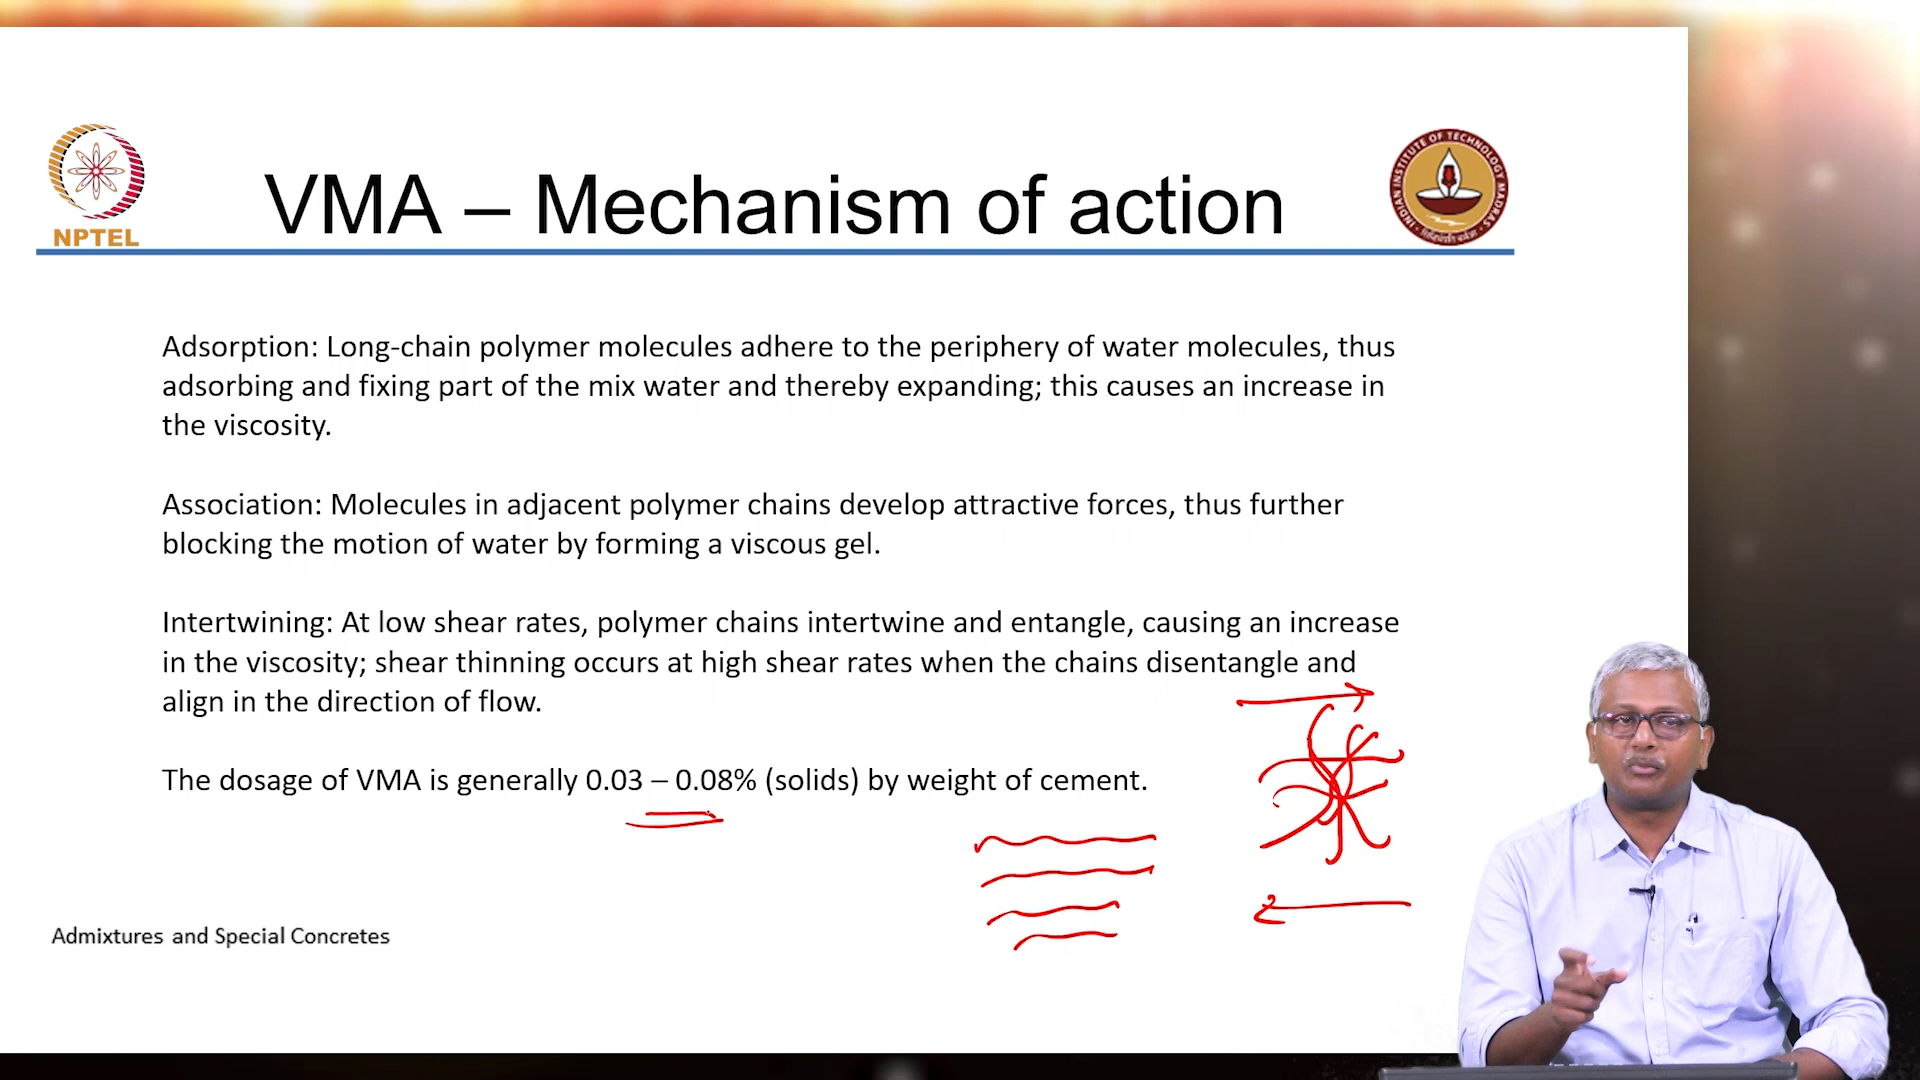 VMA – Mechanism of action
NPTEL
INDIAN INSTITUTE OF TECHNOLOGY MADRAS
Adsorption: Long-chain polymer molecules adhere to the periphery of water molecules, thus
adsorbing and fixing part of the mix water and thereby expanding; this causes an increase in
the viscosity.
Association: Molecules in adjacent polymer chains develop attractive forces, thus further
blocking the motion of water by forming a viscous gel.
Intertwining: At low shear rates, polymer chains intertwine and entangle, causing an increase
in the viscosity; shear thinning occurs at high shear rates when the chains disentangle and
align in the direction of flow.
The dosage of VMA is generally 0.03 – 0.08% (solids) by weight of cement.
Admixtures and Special Concretes